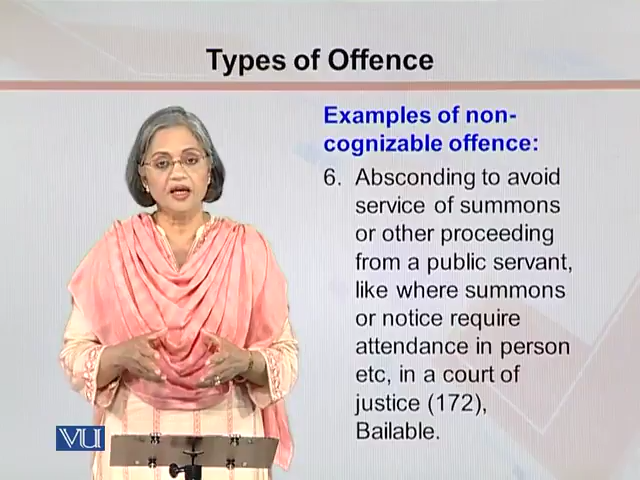 Types of Offence
Examples of non-
cognizable offence:
6. Absconding to avoid
service of summons
or other proceeding
from a public servant,
like where summons
or notice require
attendance in person
etc, in a court of
justice (172),
Bailable.
VU